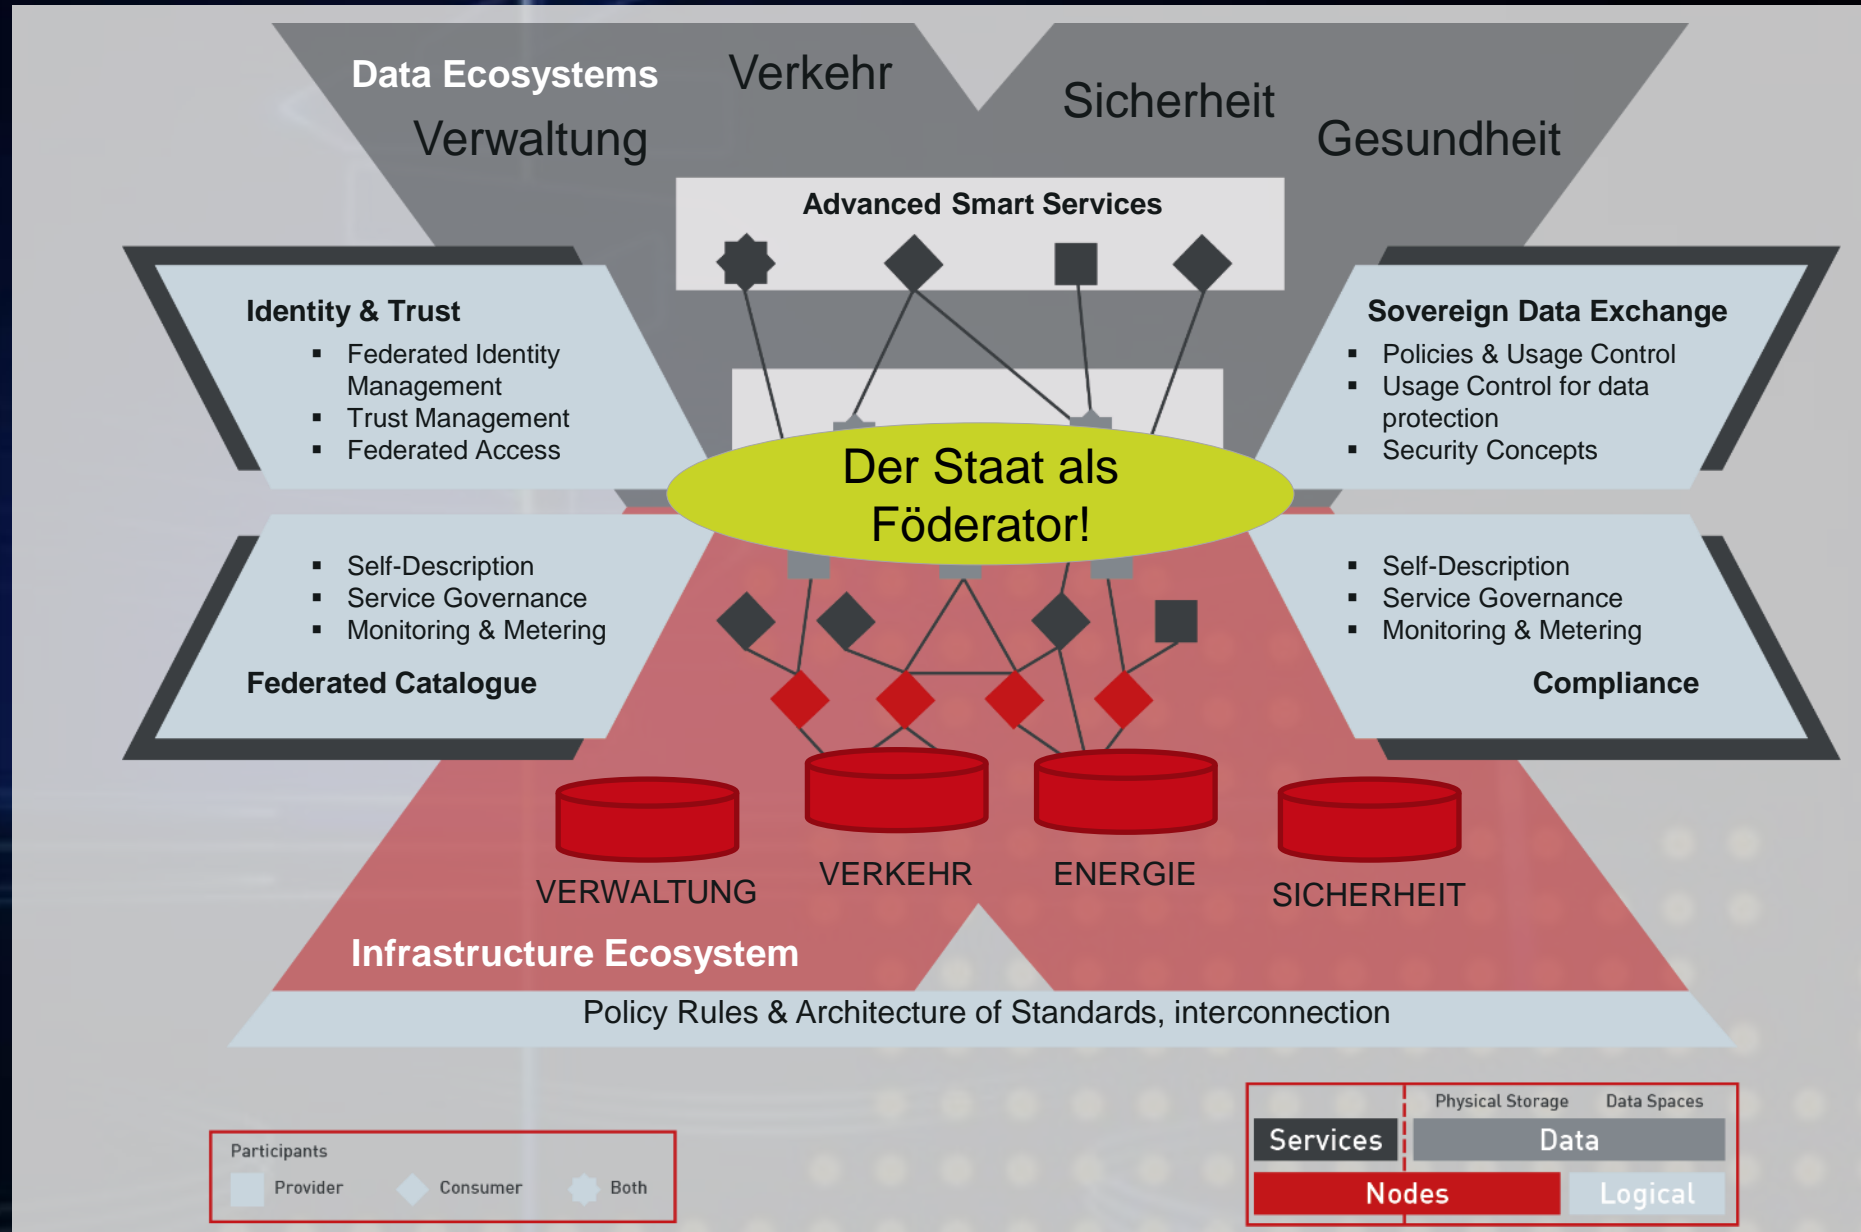 Data Ecosystems
Verkehr
Sicherheit
Verwaltung
Gesundheit
Advanced Smart Services
Identity & Trust
▪ Federated Identity
Management
▪ Trust Management
▪ Federated Access
Sovereign Data Exchange
▪ Policies & Usage Control
▪ Usage Control for data
protection
▪ Security Concepts
Der Staat als
Föderator!
▪ Self-Description
▪ Service Governance
▪ Monitoring & Metering
Federated Catalogue
▪ Self-Description
▪ Service Governance
▪ Monitoring & Metering
Compliance
VERWALTUNG
VERKEHR
ENERGIE
SICHERHEIT
Infrastructure Ecosystem
Policy Rules & Architecture of Standards, interconnection
Participants
Provider
Consumer
Both
Physical Storage
Data Spaces
Services
Data
Nodes
Logical